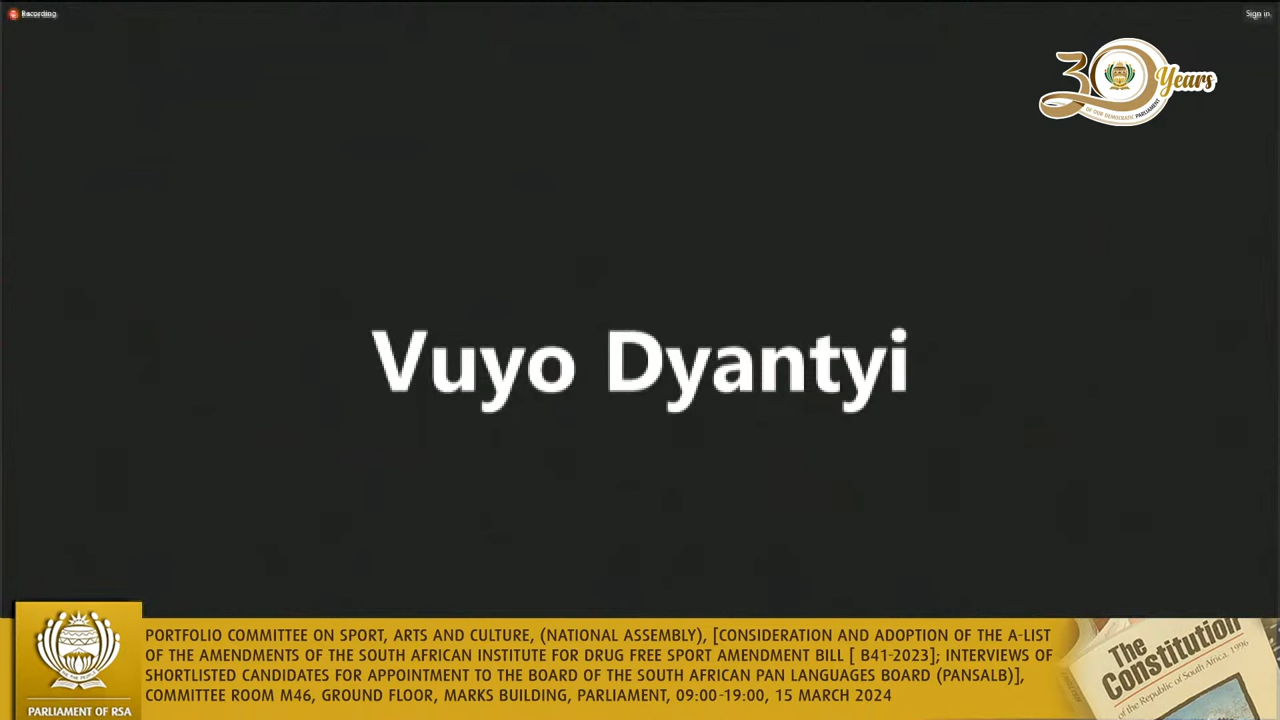 Recording
Sign in
30 Years
OF OUR DEMOCRATIC PARLIAMENT
Vuyo Dyantyi
PORTFOLIO COMMITTEE ON SPORT, ARTS AND CULTURE, (NATIONAL ASSEMBLY), [CONSIDERATION AND ADOPTION OF THE A-LIST
OF THE AMENDMENTS OF THE SOUTH AFRICAN INSTITUTE FOR DRUG FREE SPORT AMENDMENT BILL [ B41-2023]; INTERVIEWS OF
SHORTLISTED CANDIDATES FOR APPOINTMENT TO THE BOARD OF THE SOUTH AFRICAN PAN LANGUAGES BOARD (PANSALB)],
COMMITTEE ROOM M46, GROUND FLOOR, MARKS BUILDING, PARLIAMENT, 09:00-19:00, 15 MARCH 2024
PARLIAMENT OF RSA
The
Constitution
of the Republic of South Africa, 1996